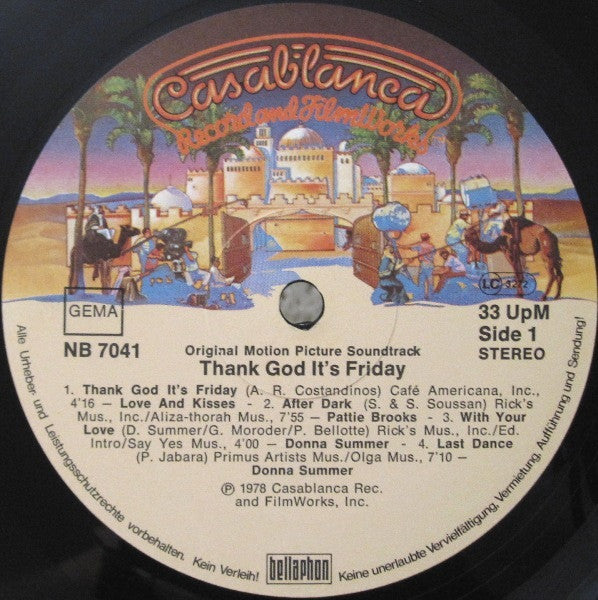 Casablanca
Record and FilmWorks
GEMA
LC 9272
NB 7041
33 UpM
Side 1
STEREO
Original Motion Picture Soundtrack
Thank God It's Friday
1. Thank God It's Friday (A. R. Costandinos) Café Americana, Inc.,
4'16 — Love And Kisses - 2. After Dark (S. & S. Soussan) Rick's
Mus., Inc./Aliza-thora Mus., 7'55 - Pattie Brooks - 3. With Your
Love (D. Summer/G. Moroder/P. Bellotte) Rick's Mus., Inc./Ed.
Intro/Say Yes Mus., 4'00 — Donna Summer - 4. Last Dance
(P. Jabara) Primus Artists Mus./Olga Mus., 7'10 —
Donna Summer
℗ 1978 Casablanca Rec.
and FilmWorks, Inc.
Alle Urheber- und Leistungsschutzrechte vorbehalten. Kein Verleih!
bellaphon
Keine unerlaubte Vervielfältigung, Vermietung, Aufführung und Sendung!